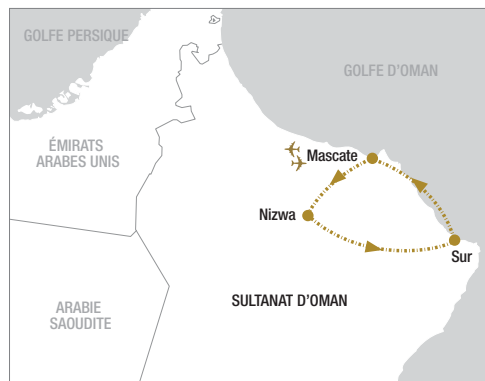 GOLFE PERSIQUE
GOLFE D'OMAN
ÉMIRATS
ARABES UNIS
Mascate
Nizwa
Sur
SULTANAT D'OMAN
ARABIE
SAOUDITE